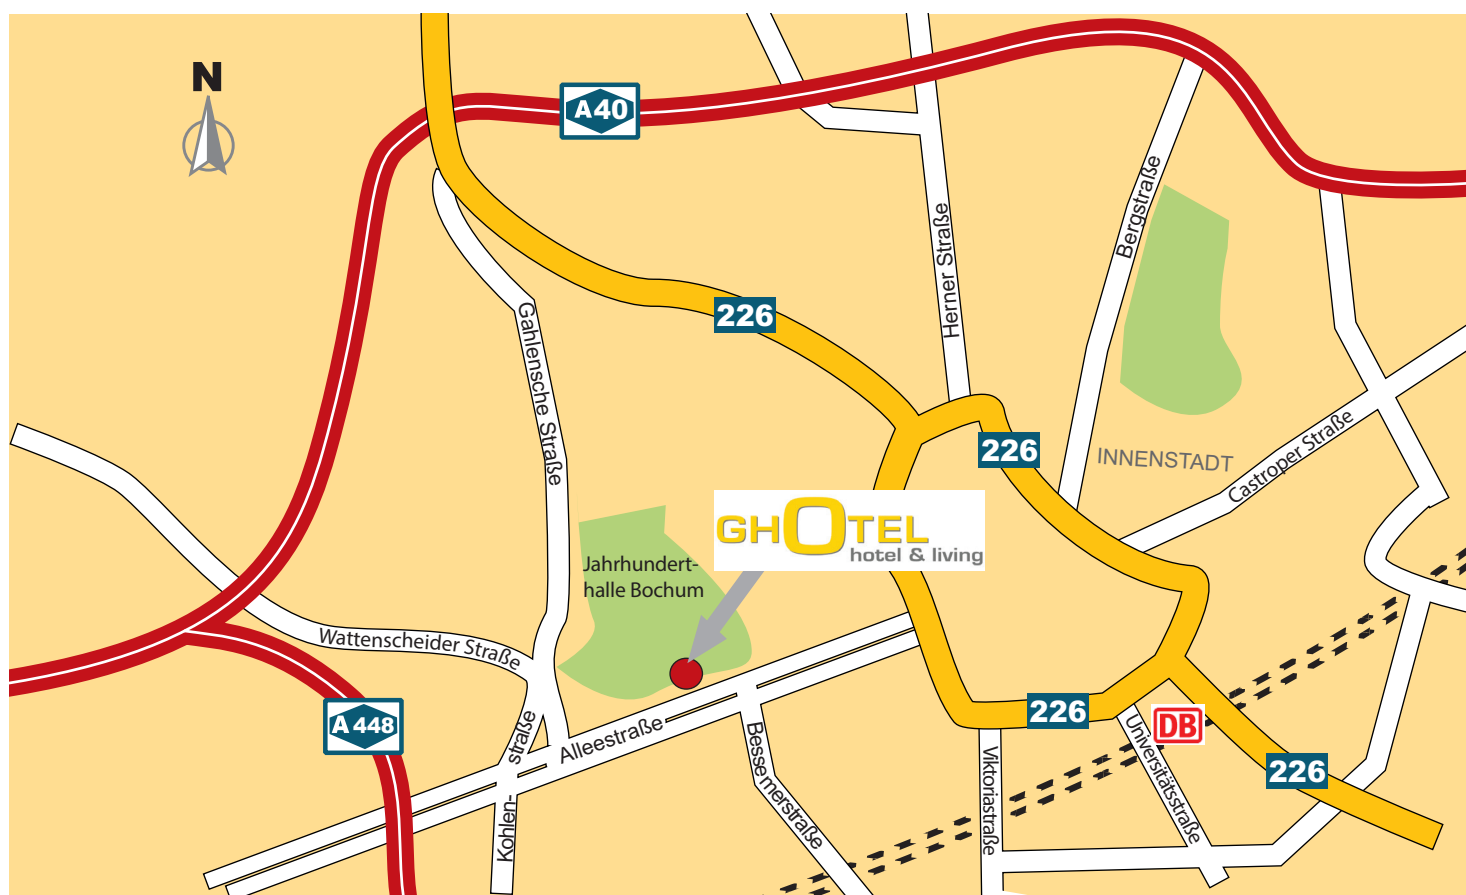 N
A40
Bergstraße
Herner Straße
226
Gahlensche Straße
226
INNENSTADT
Castroper Straße
GHOTEL
hotel & living
Jahrhundert-
halle Bochum
Wattenscheider Straße
A 448
226
DB
Alleestraße
Kohlen-
straße
Bessemerstraße
Viktoriastraße
Universitätsstraße
226